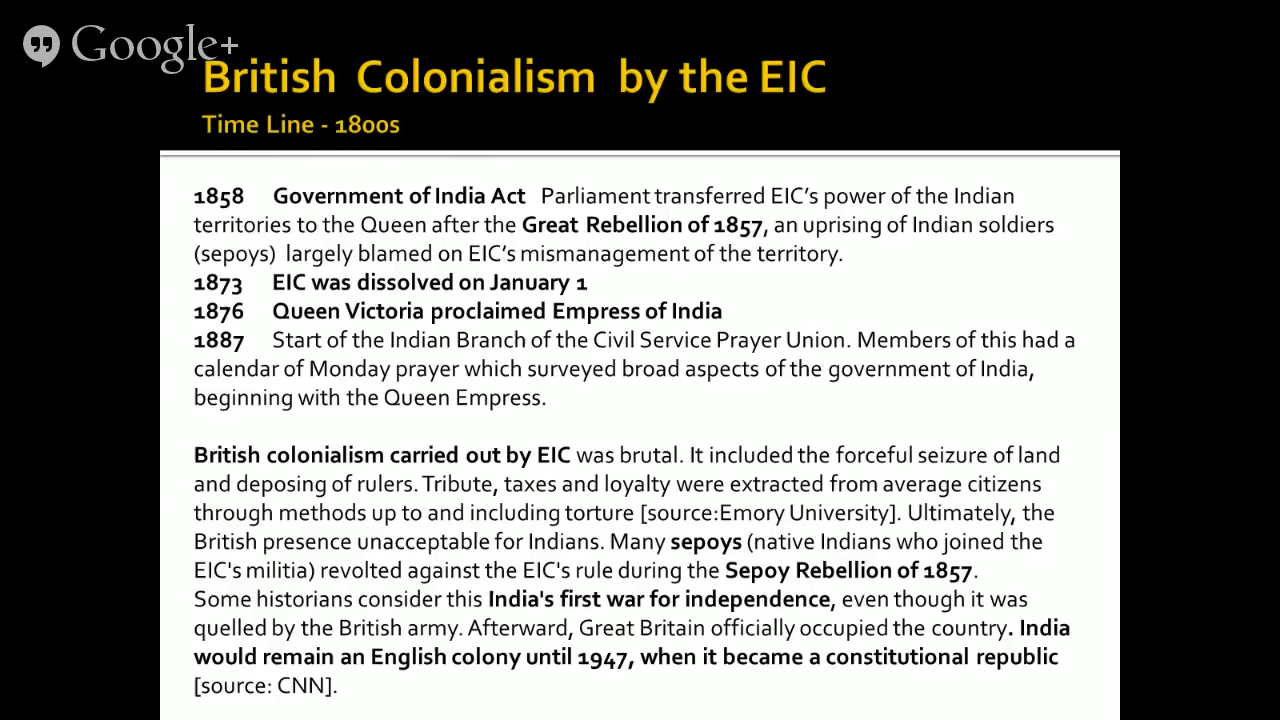 Google+
British Colonialism by the EIC
Time Line - 1800s
1858 Government of India Act Parliament transferred EIC's power of the Indian
territories to the Queen after the Great Rebellion of 1857, an uprising of Indian soldiers
(sepoys) largely blamed on EIC's mismanagement of the territory.
1873 EIC was dissolved on January 1
1876 Queen Victoria proclaimed Empress of India
1887 Start of the Indian Branch of the Civil Service Prayer Union. Members of this had a
calendar of Monday prayer which surveyed broad aspects of the government of India,
beginning with the Queen Empress.
British colonialism carried out by EIC was brutal. It included the forceful seizure of land
and deposing of rulers. Tribute, taxes and loyalty were extracted from average citizens
through methods up to and including torture [source:Emory University]. Ultimately, the
British presence unacceptable for Indians. Many sepoys (native Indians who joined the
EIC's militia) revolted against the EIC's rule during the Sepoy Rebellion of 1857.
Some historians consider this India's first war for independence, even though it was
quelled by the British army. Afterward, Great Britain officially occupied the country. India
would remain an English colony until 1947, when it became a constitutional republic
[source: CNN].